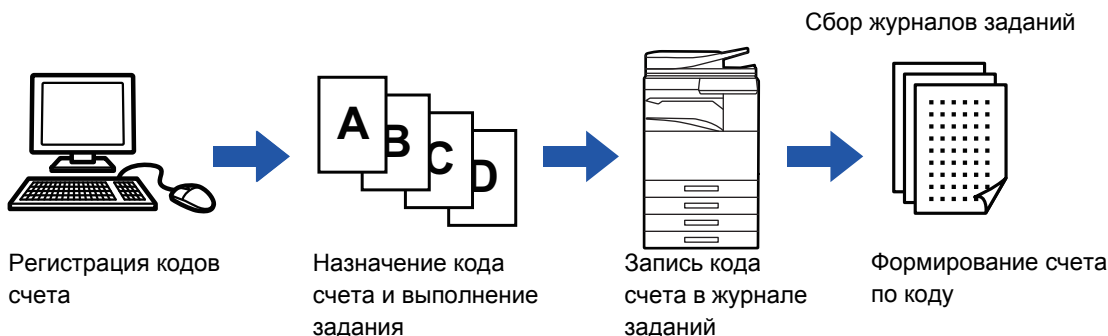 Сбор журналов заданий
A
B
C
D
Регистрация кодов
счета
Назначение кода
счета и выполнение
задания
Запись кода
счета в журнале
заданий
Формирование счета
по коду